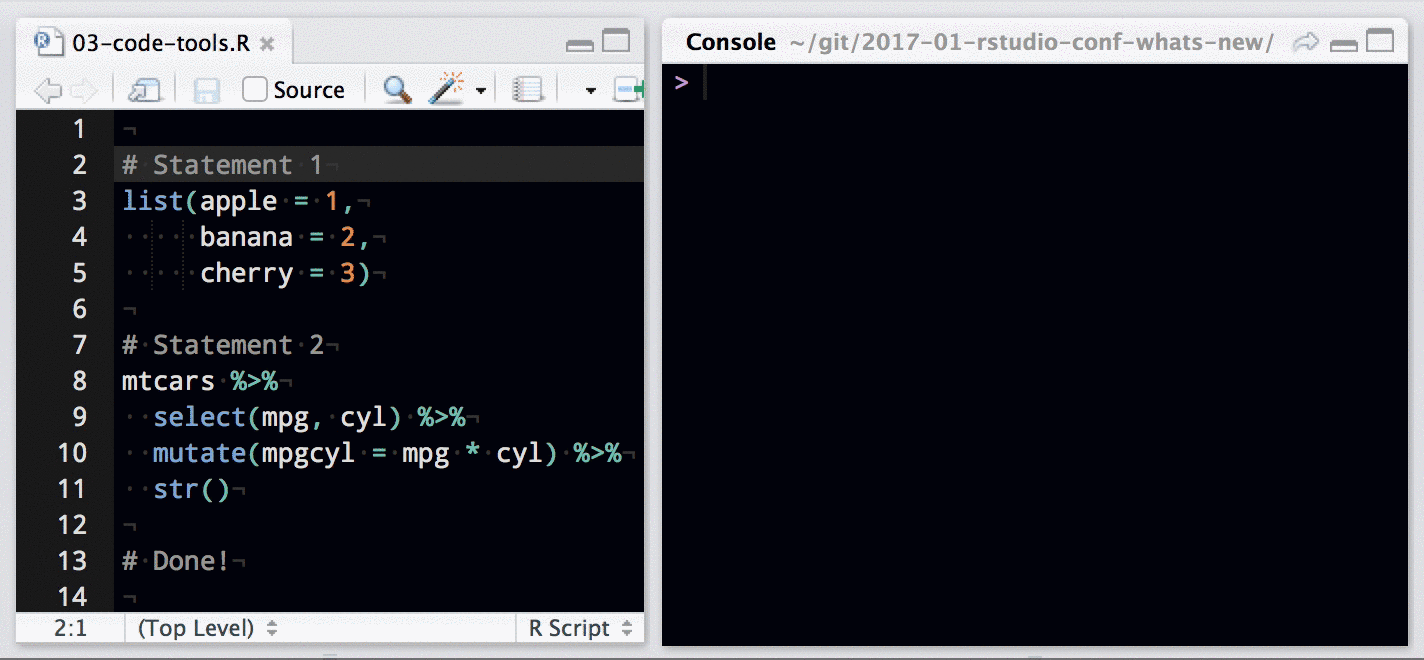 03-code-tools.R
Source
1
2 # Statement 1
3 list(apple = 1,
4 banana = 2,
5 cherry = 3)
6
7 # Statement 2
8 mtcars %>%
9 select(mpg, cyl) %>%
10 mutate(mpgcyl = mpg * cyl) %>%
11 str()
12
13 # Done!
14
2:1 (Top Level) R Script
Console ~/git/2017-01-rstudio-conf-whats-new/
>